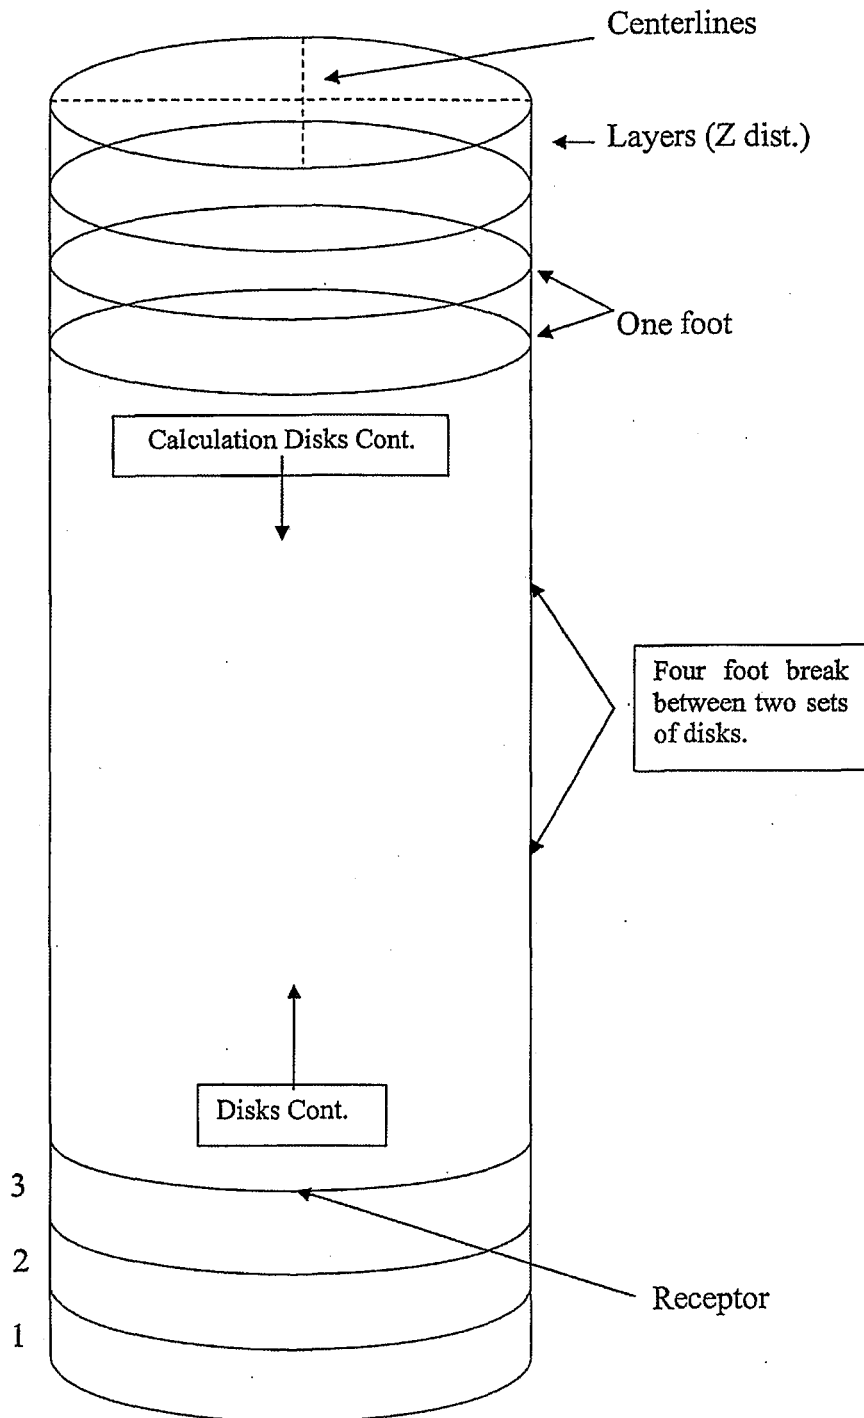 Centerlines
Layers (Z dist.)
One foot
Calculation Disks Cont.
Four foot break
between two sets
of disks.
Disks Cont.
3
2
1
Receptor